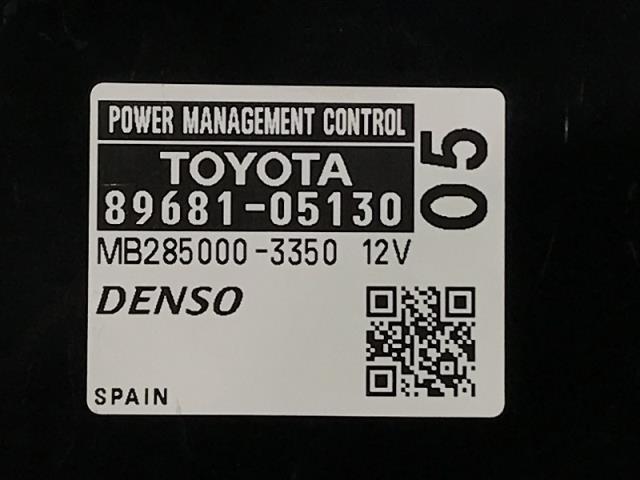 POWER MANAGEMENT CONTROL
TOYOTA
89681-05130
05
MB285000-3350 12V
DENSO
SPAIN